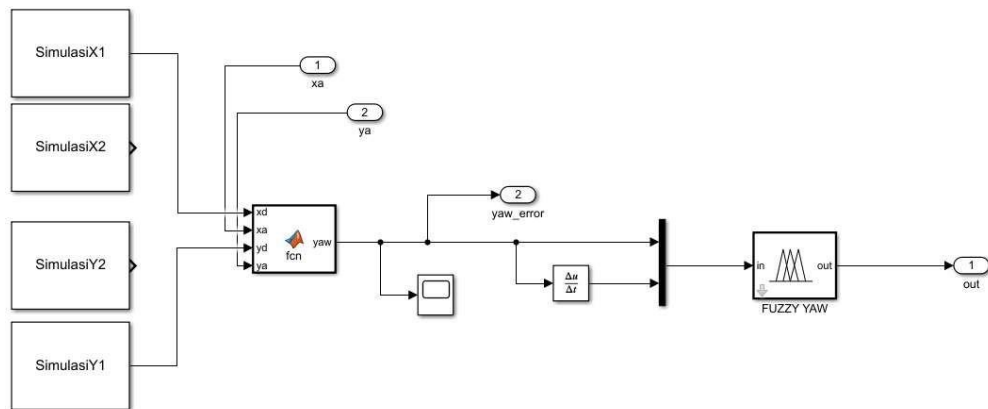 SimulasiX1
1
xa
SimulasiX2
2
ya
xd
xa
yd
ya
fcn
yaw
2
yaw_error
SimulasiY2
Δu
Δt
in
out
FUZZY YAW
1
out
SimulasiY1